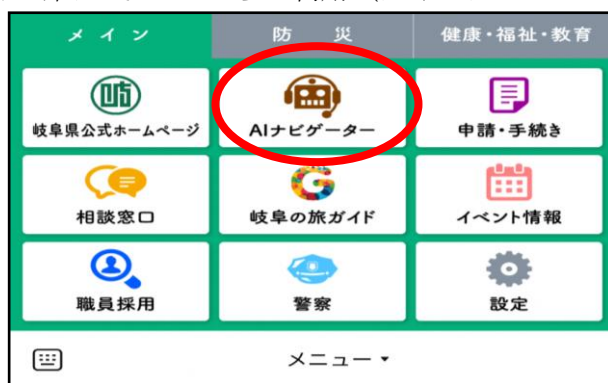 メイン 防災 健康・福祉・教育
岐阜県公式ホームページ AIナビゲーター 申請・手続き
相談窓口 岐阜の旅ガイド イベント情報
職員採用 警察 設定
メニュー▼